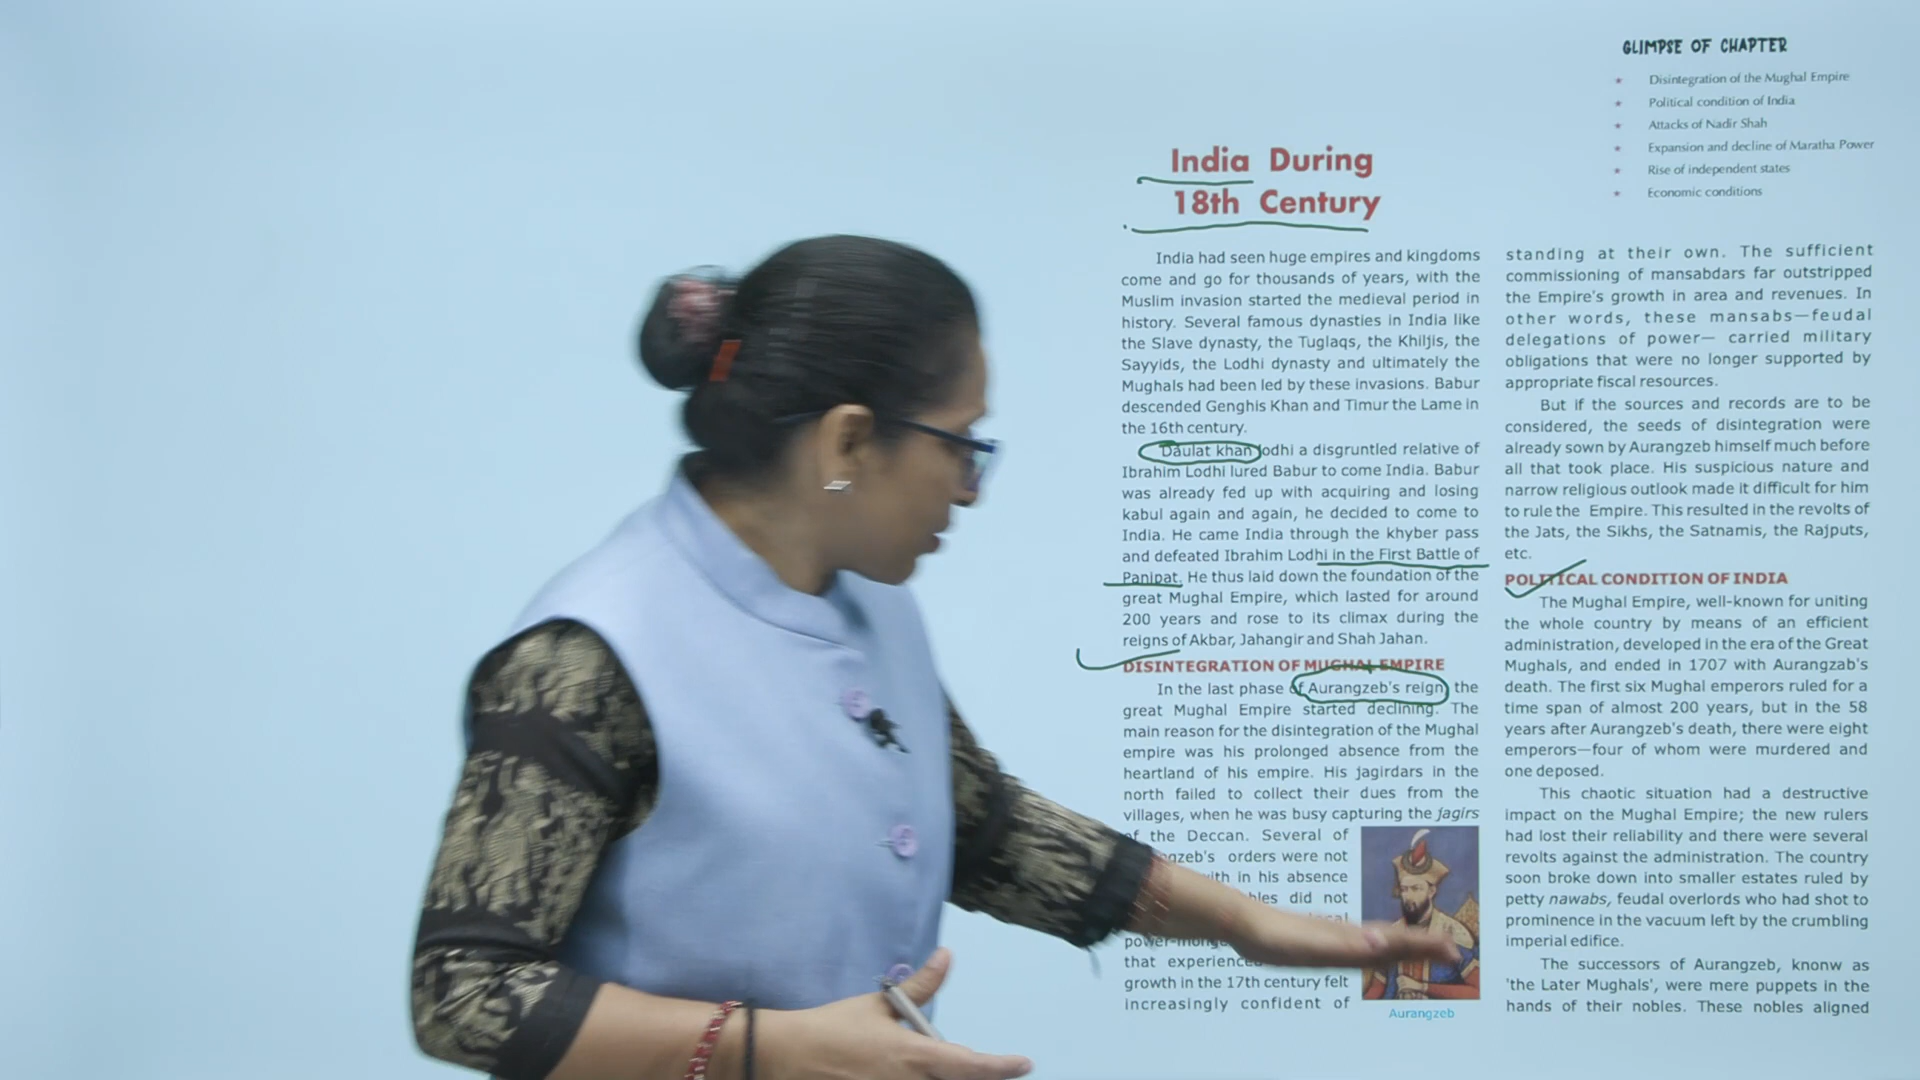 GLIMPSE OF CHAPTER
Disintegration of the Mughal Empire
Political condition of India
Attacks of Nadir Shah
Expansion and decline of Maratha Power
Rise of independent states
Economic conditions
India During
18th Century
India had seen huge empires and kingdoms
come and go for thousands of years, with the
Muslim invasion started the medieval period in
history. Several famous dynasties in India like
the Slave dynasty, the Tuglaqs, the Khiljis, the
Sayyids, the Lodhi dynasty and ultimately the
Mughals had been led by these invasions. Babur
descended Genghis Khan and Timur the Lame in
the 16th century.
Daulat khan lodhi a disgruntled relative of
Ibrahim Lodhi lured Babur to come India. Babur
was already fed up with acquiring and losing
kabul again and again, he decided to come to
India. He came India through the khyber pass
and defeated Ibrahim Lodhi in the First Battle of
Panipat. He thus laid down the foundation of the
great Mughal Empire, which lasted for around
200 years and rose to its climax during the
reigns of Akbar, Jahangir and Shah Jahan.
DISINTEGRATION OF MUGHAL EMPIRE
In the last phase of Aurangzeb's reign the
great Mughal Empire started declining. The
main reason for the disintegration of the Mughal
empire was his prolonged absence from the
heartland of his empire. His jagirdars in the
north failed to collect their dues from the
villages, when he was busy capturing the jagirs
of the Deccan. Several of
orders were not
in his absence
did not
that
growth in the 17th century felt
increasingly confident of
Aurangzeb
standing at their own. The sufficient
commissioning of mansabdars far outstripped
the Empire's growth in area and revenues. In
other words, these mansabs—feudal
delegations of power— carried military
obligations that were no longer supported by
appropriate fiscal resources.
But if the sources and records are to be
considered, the seeds of disintegration were
already sown by Aurangzeb himself much before
all that took place. His suspicious nature and
narrow religious outlook made it difficult for him
to rule the Empire. This resulted in the revolts of
the Jats, the Sikhs, the Satnamis, the Rajputs,
etc.
POLITICAL CONDITION OF INDIA
The Mughal Empire, well-known for uniting
the whole country by means of an efficient
administration, developed in the era of the Great
Mughals, and ended in 1707 with Aurangzab's
death. The first six Mughal emperors ruled for a
time span of almost 200 years, but in the 58
years after Aurangzeb's death, there were eight
emperors—four of whom were murdered and
one deposed.
This chaotic situation had a destructive
impact on the Mughal Empire; the new rulers
had lost their reliability and there were several
revolts against the administration. The country
soon broke down into smaller estates ruled by
petty nawabs, feudal overlords who had shot to
prominence in the vacuum left by the crumbling
imperial edifice.
The successors of Aurangzeb, knonw as
'the Later Mughals', were mere puppets in the
hands of their nobles. These nobles aligned